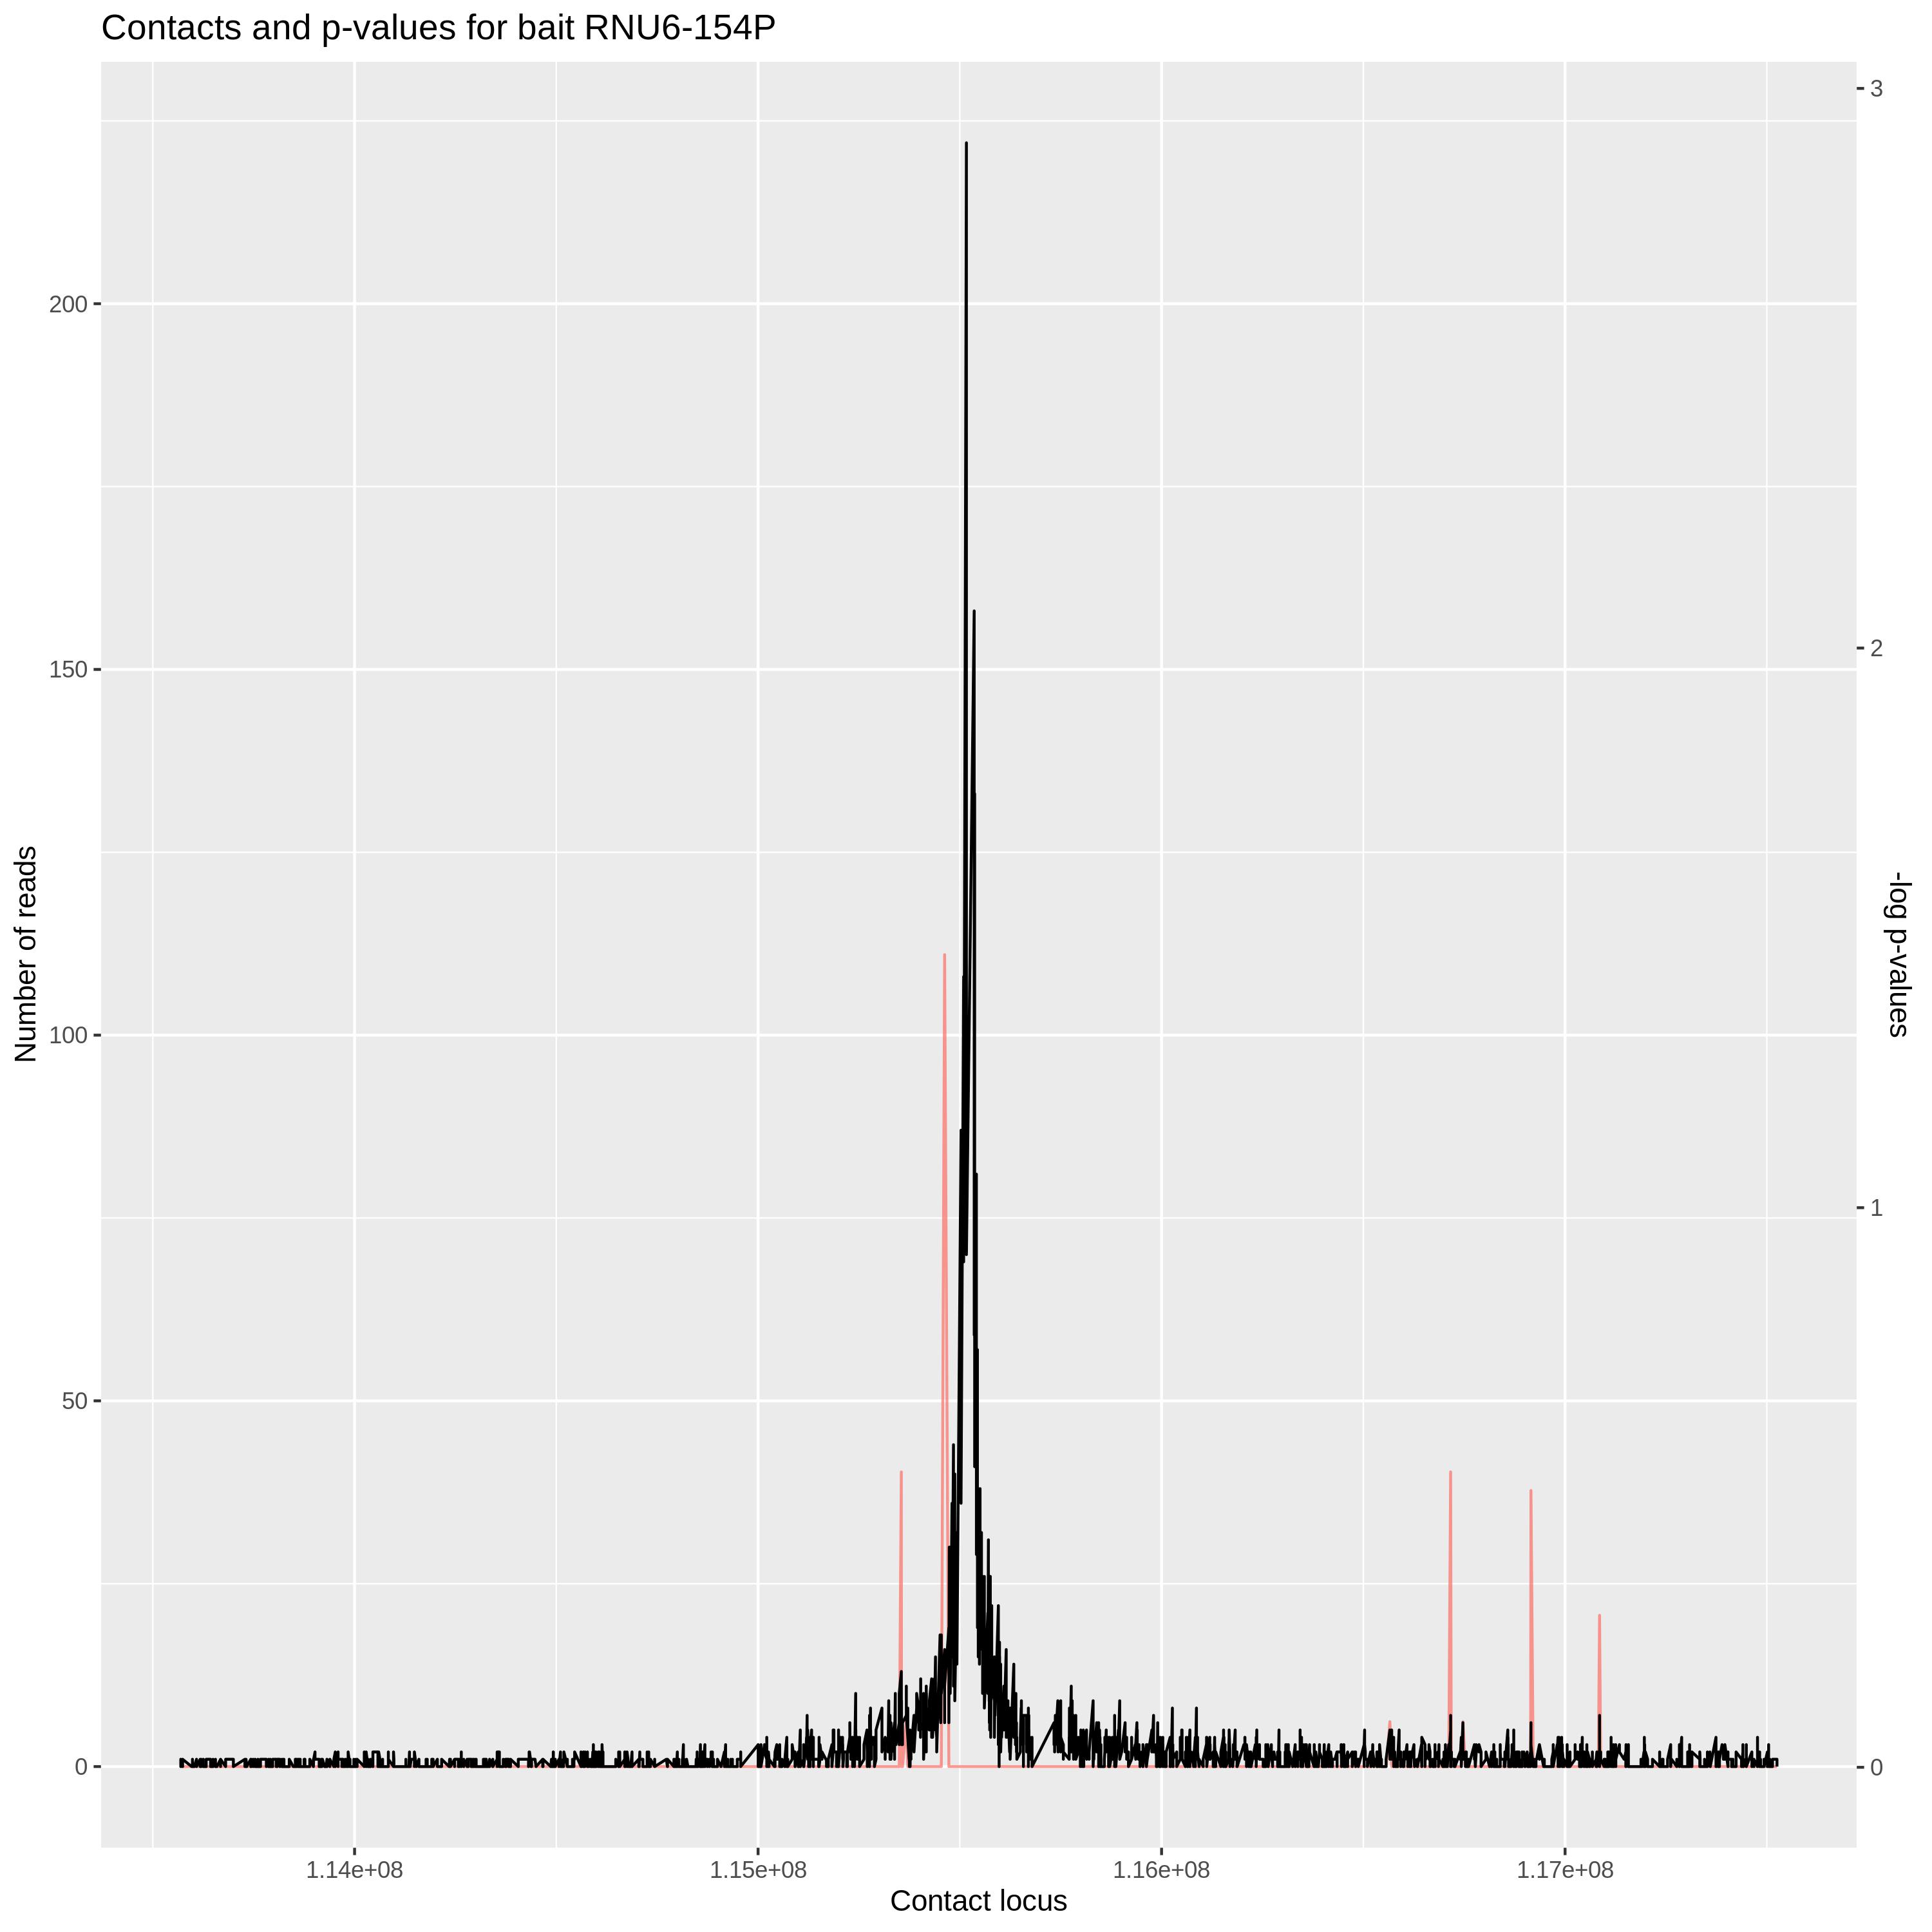 Contacts and p-values for bait RNU6-154P
3
200
2
150
Number of reads
-log p-values
100
1
50
0
0
1.14e+08
1.15e+08
1.16e+08
1.17e+08
Contact locus